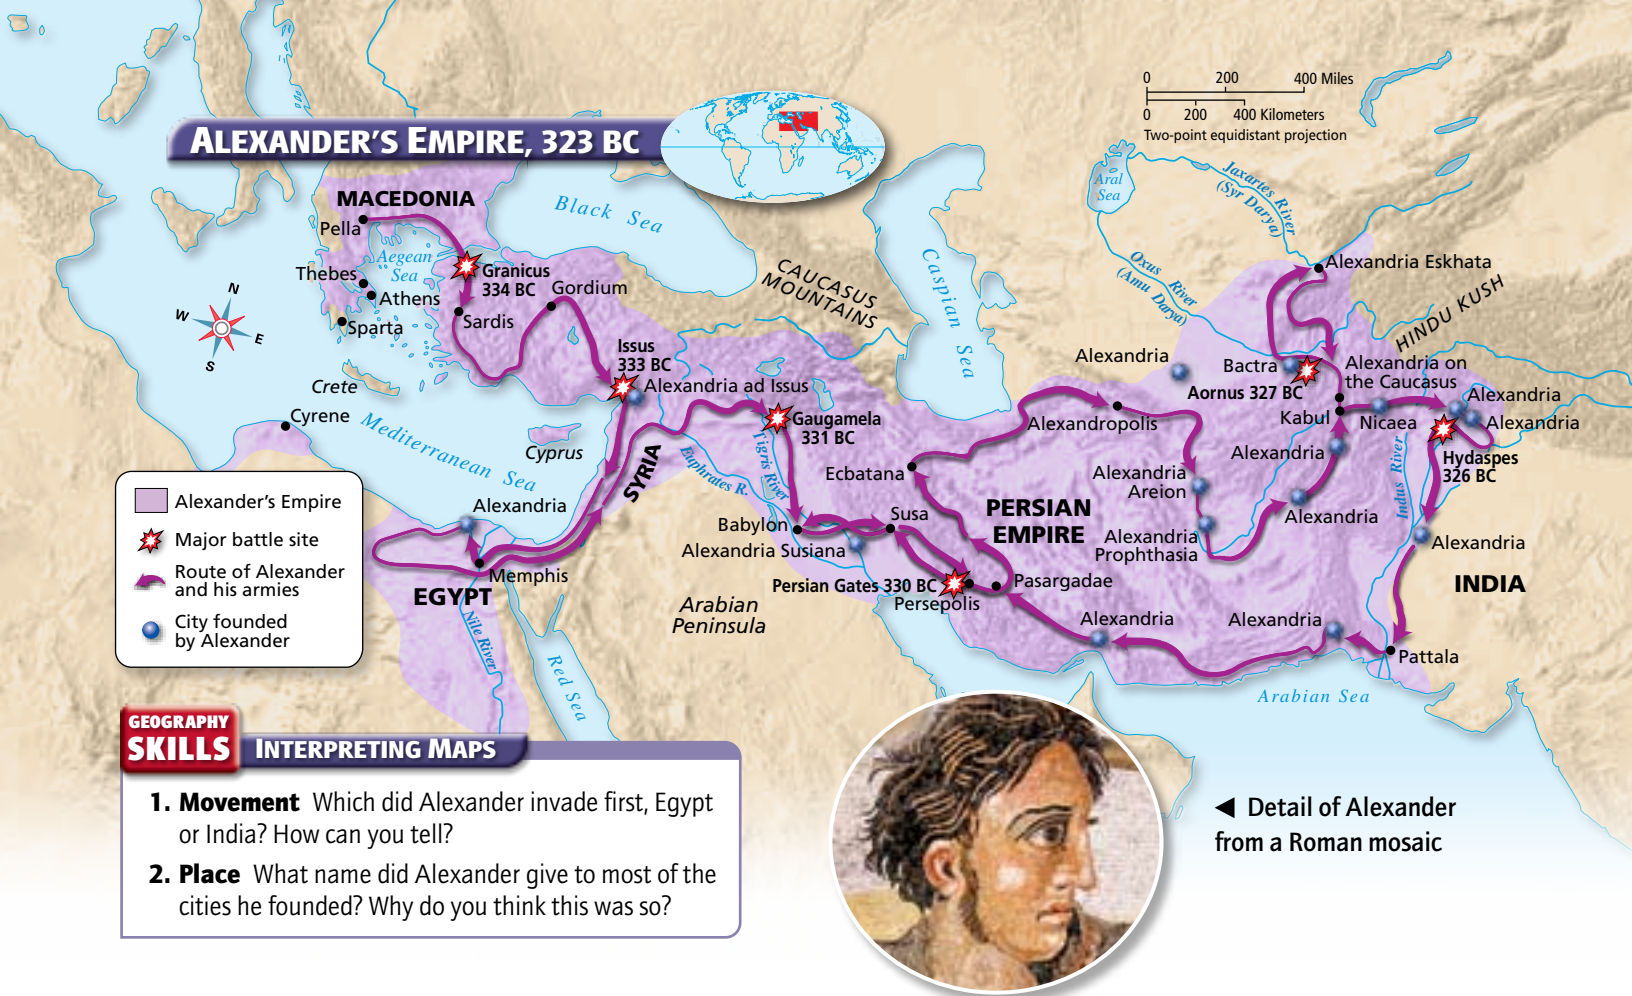 ALEXANDER'S EMPIRE, 323 BC
0 200 400 Miles
0 200 400 Kilometers
Two-point equidistant projection
MACEDONIA
Pella
Aegean
Sea
Thebes
Athens
Sparta
Granicus
334 BC
Sardis
Gordium
Black Sea
CAUCASUS
MOUNTAINS
Caspian Sea
Aral
Sea
Jaxartes River
(Syr Darya)
Oxus River
(Amu Darya)
Alexandria Eskhata
HINDU KUSH
N
W
E
S
Crete
Cyrene
Mediterranean Sea
Cyprus
Issus
333 BC
Alexandria ad Issus
SYRIA
Gaugamela
331 BC
Tigris River
Euphrates R.
Ecbatana
Alexandria
Alexandropolis
Bactra
Aornus 327 BC
Alexandria on
the Caucasus
Kabul
Nicaea
Alexandria
Alexandria
Hydaspes
326 BC
Indus River
Alexandria
Alexandria
Areion
Alexandria
Prophthasia
Alexandria
Alexandria
INDIA
PERSIAN
EMPIRE
Babylon
Susa
Alexandria Susiana
Persian Gates 330 BC
Persepolis
Pasargadae
Alexandria
Alexandria
Pattala
Arabian Sea
Arabian
Peninsula
Alexandria
Memphis
EGYPT
Nile River
Red Sea
Alexander's Empire
Major battle site
Route of Alexander
and his armies
City founded
by Alexander
GEOGRAPHY
SKILLS
INTERPRETING MAPS
1. Movement Which did Alexander invade first, Egypt
or India? How can you tell?
2. Place What name did Alexander give to most of the
cities he founded? Why do you think this was so?
◄ Detail of Alexander
from a Roman mosaic